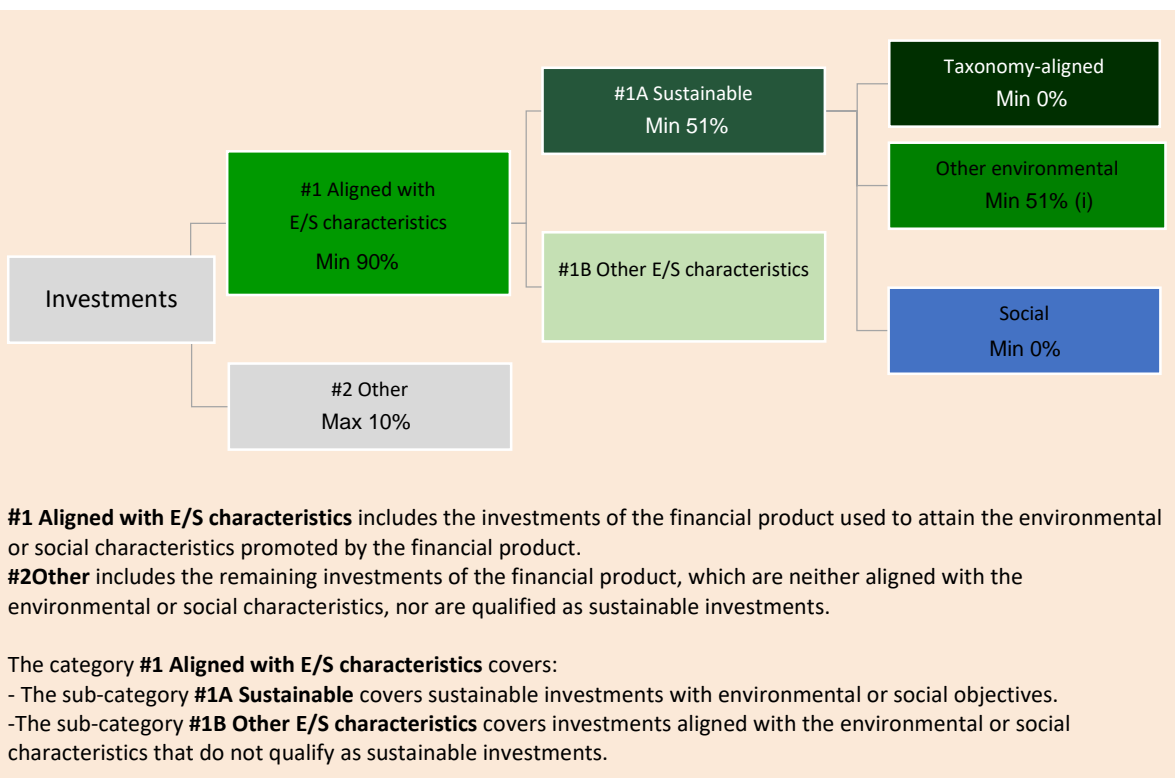 Taxonomy-aligned
Min 0%
#1A Sustainable
Min 51%
Other environmental
Min 51% (i)
#1 Aligned with
E/S characteristics
Min 90%
#1B Other E/S characteristics
Investments
Social
Min 0%
#2 Other
Max 10%
#1 Aligned with E/S characteristics includes the investments of the financial product used to attain the environmental
or social characteristics promoted by the financial product.
#2Other includes the remaining investments of the financial product, which are neither aligned with the
environmental or social characteristics, nor are qualified as sustainable investments.
The category #1 Aligned with E/S characteristics covers:
- The sub-category #1A Sustainable covers sustainable investments with environmental or social objectives.
-The sub-category #1B Other E/S characteristics covers investments aligned with the environmental or social
characteristics that do not qualify as sustainable investments.